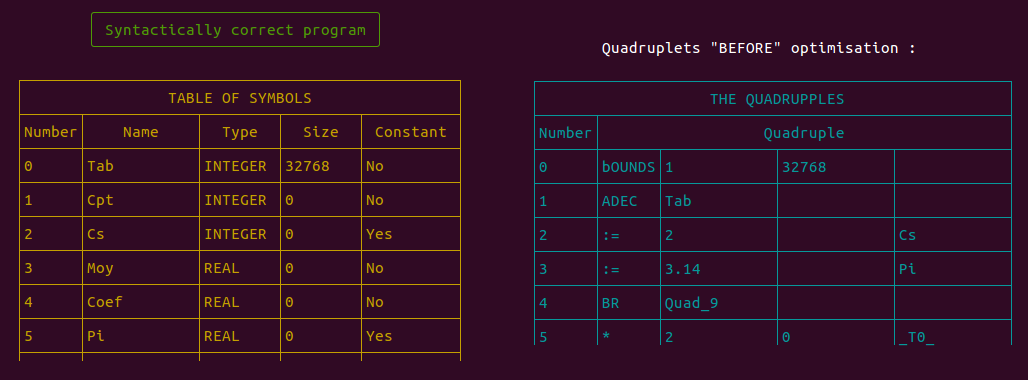 Syntactically correct program
TABLE OF SYMBOLS
Number Name Type Size Constant
0 Tab INTEGER 32768 No
1 Cpt INTEGER 0 No
2 Cs INTEGER 0 Yes
3 Moy REAL 0 No
4 Coef REAL 0 No
5 Pi REAL 0 Yes
Quadruplets "BEFORE" optimisation :
THE QUADRUPPLES
Number Quadruple
0 bOUNDS 1 32768
1 ADEC Tab
2 := 2 Cs
3 := 3.14 Pi
4 BR Quad_9
5 * 2 0 _T0_